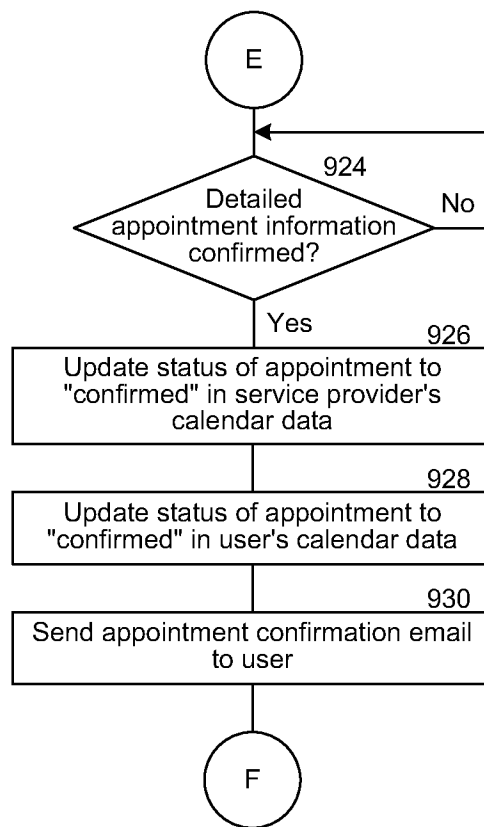 E
924
Detailed
appointment information
confirmed?
No
Yes
926
Update status of appointment to
"confirmed" in service provider's
calendar data
928
Update status of appointment to
"confirmed" in user's calendar data
930
Send appointment confirmation email
to user
F